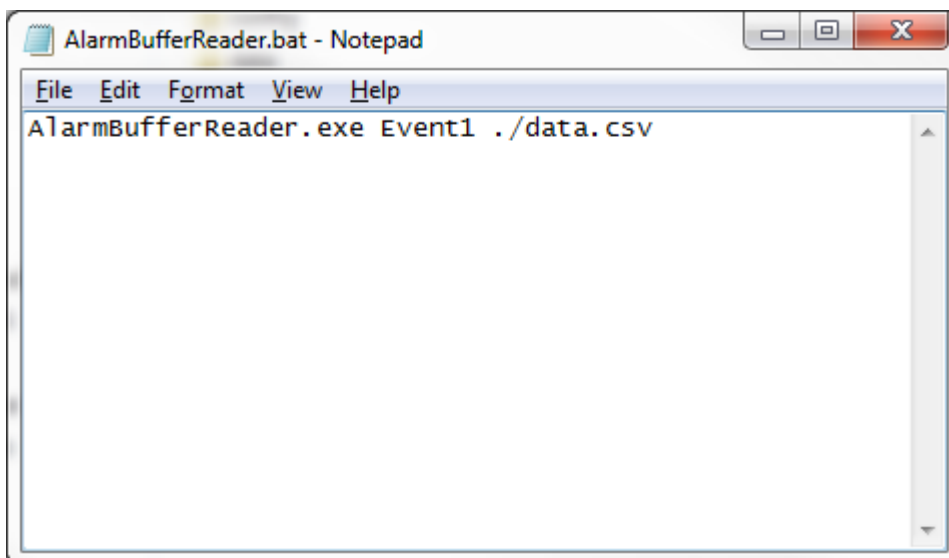 AlarmBufferReader.bat - Notepad
File Edit Format View Help
AlarmBufferReader.exe Event1 ./data.csv